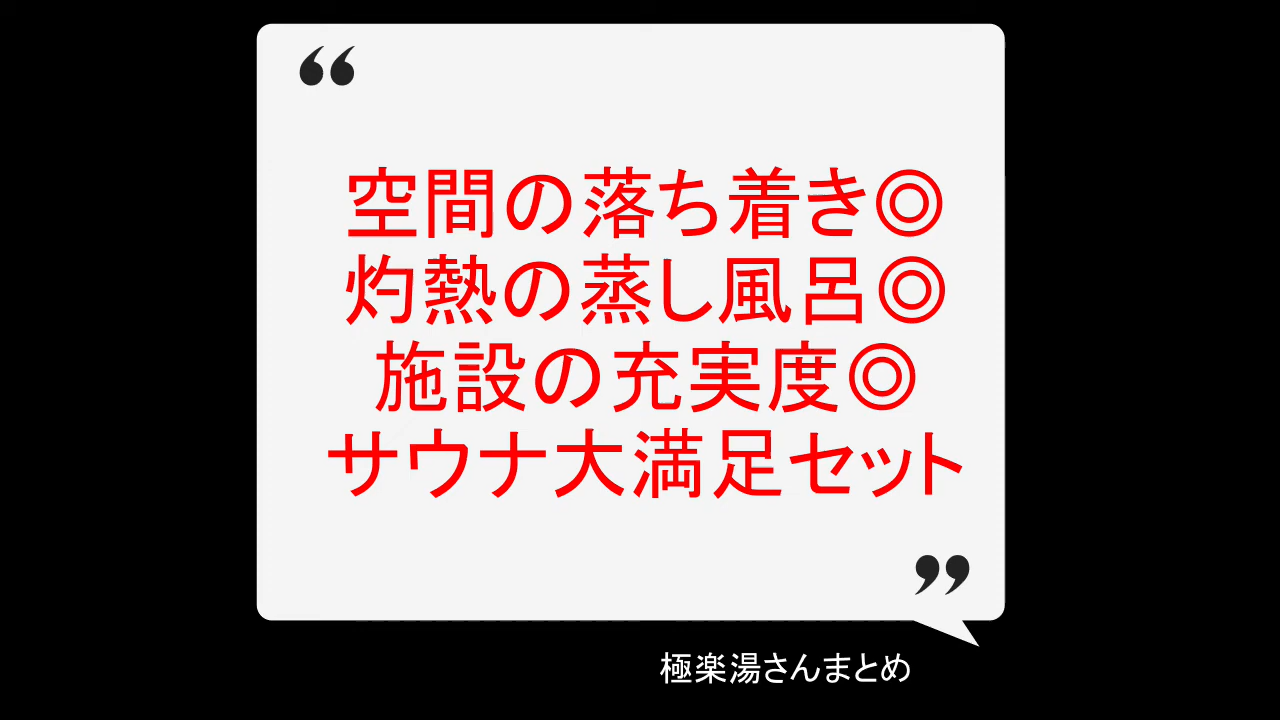 “
空間の落ち着き◎
灼熱の蒸し風呂◎
施設の充実度◎
サウナ大満足セット
”
極楽湯さんまとめ